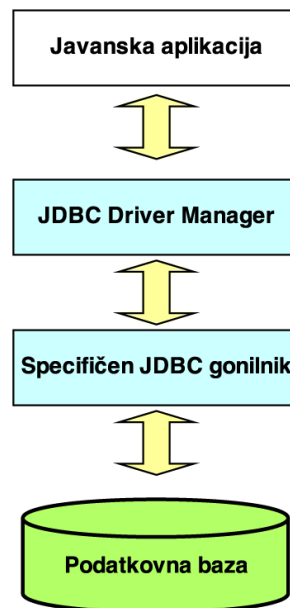 Javanska aplikacija
JDBC Driver Manager
Specifičen JDBC gonilnik
Podatkovna baza